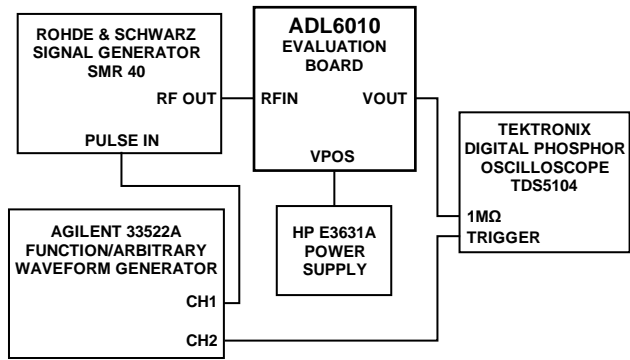 ROHDE & SCHWARZ
SIGNAL GENERATOR
SMR 40
RF OUT
PULSE IN
ADL6010
EVALUATION
BOARD
RFIN
VOUT
VPOS
TEKTRONIX
DIGITAL PHOSPHOR
OSCILLOSCOPE
TDS5104
1MΩ
TRIGGER
AGILENT 33522A
FUNCTION/ARBITRARY
WAVEFORM GENERATOR
CH1
CH2
HP E3631A
POWER
SUPPLY